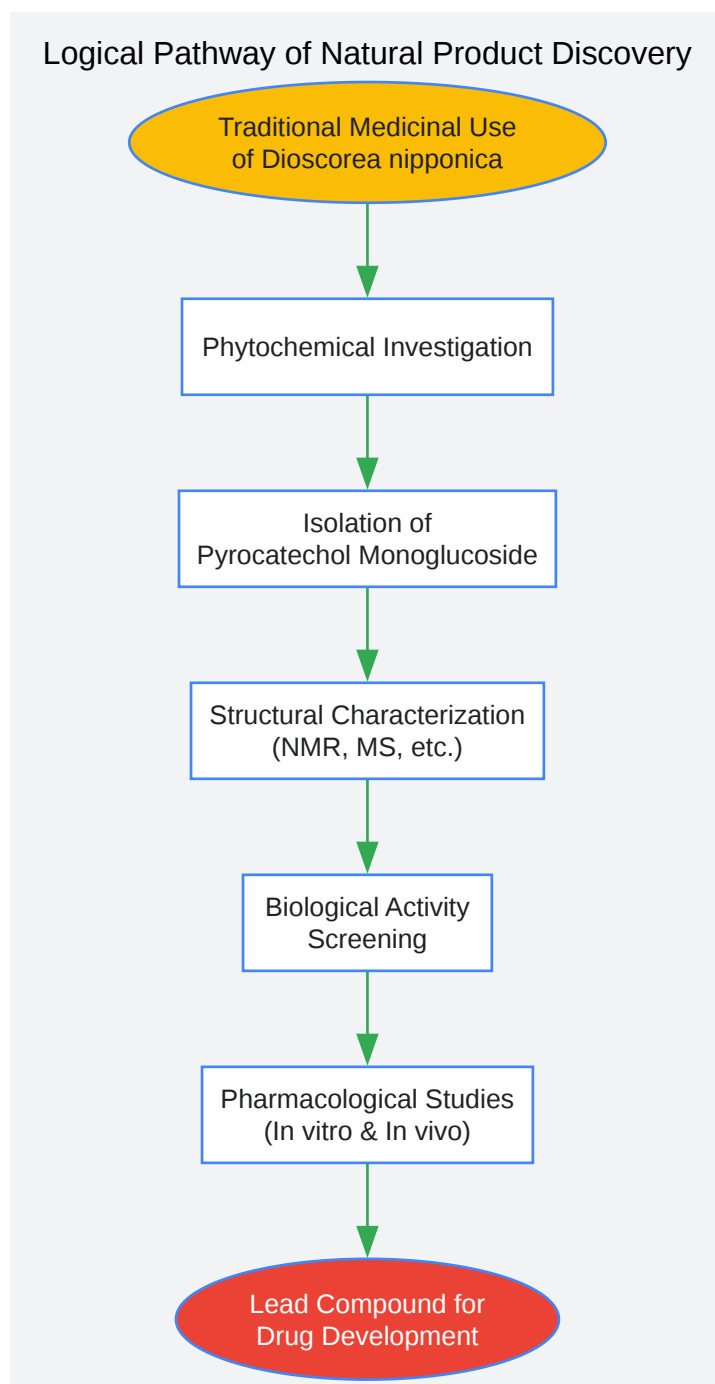 Logical Pathway of Natural Product Discovery
Traditional Medicinal Use
of Dioscorea nipponica
Phytochemical Investigation
Isolation of
Pyrocatechol Monoglucoside
Structural Characterization
(NMR, MS, etc.)
Biological Activity
Screening
Pharmacological Studies
(In vitro & In vivo)
Lead Compound for
Drug Development